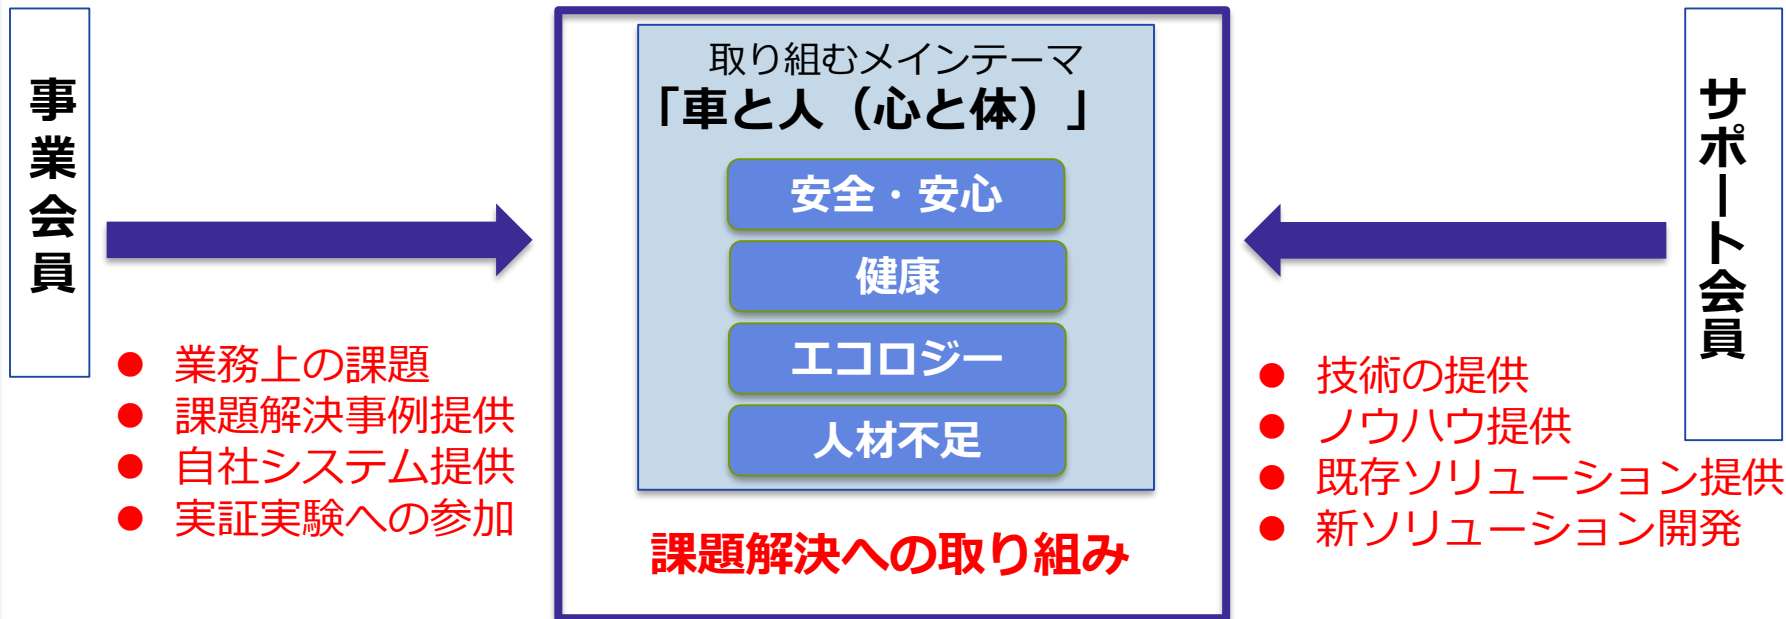 事業会員
業務上の課題
課題解決事例提供
自社システム提供
実証実験への参加
取り組むメインテーマ
「車と人（心と体）」
安全・安心
健康
エコロジー
人材不足
課題解決への取り組み
サポート会員
技術の提供
ノウハウ提供
既存ソリューション提供
新ソリューション開発